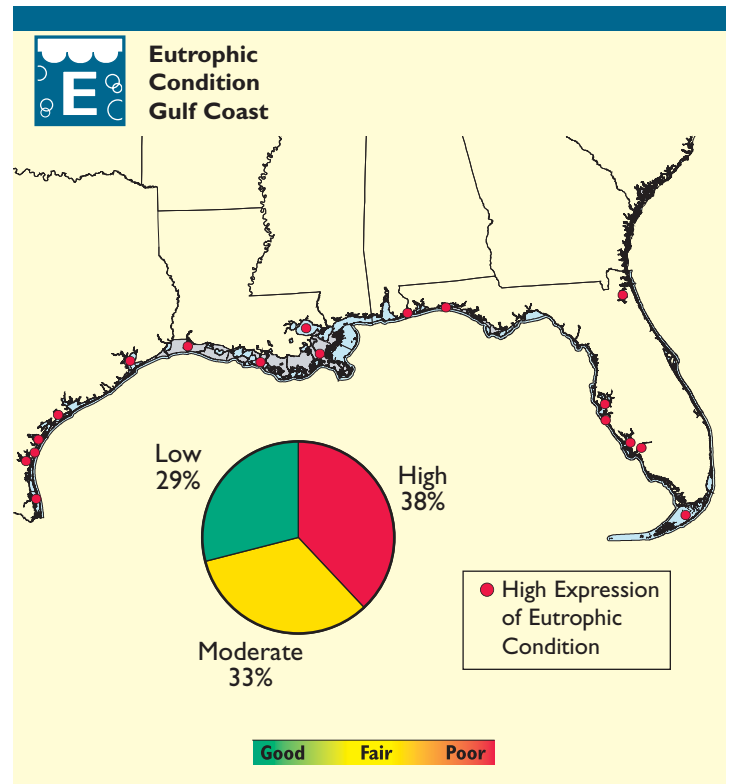 E
Eutrophic
Condition
Gulf Coast
Low
29%
High
38%
Moderate
33%
High Expression
of Eutrophic
Condition
Good Fair Poor